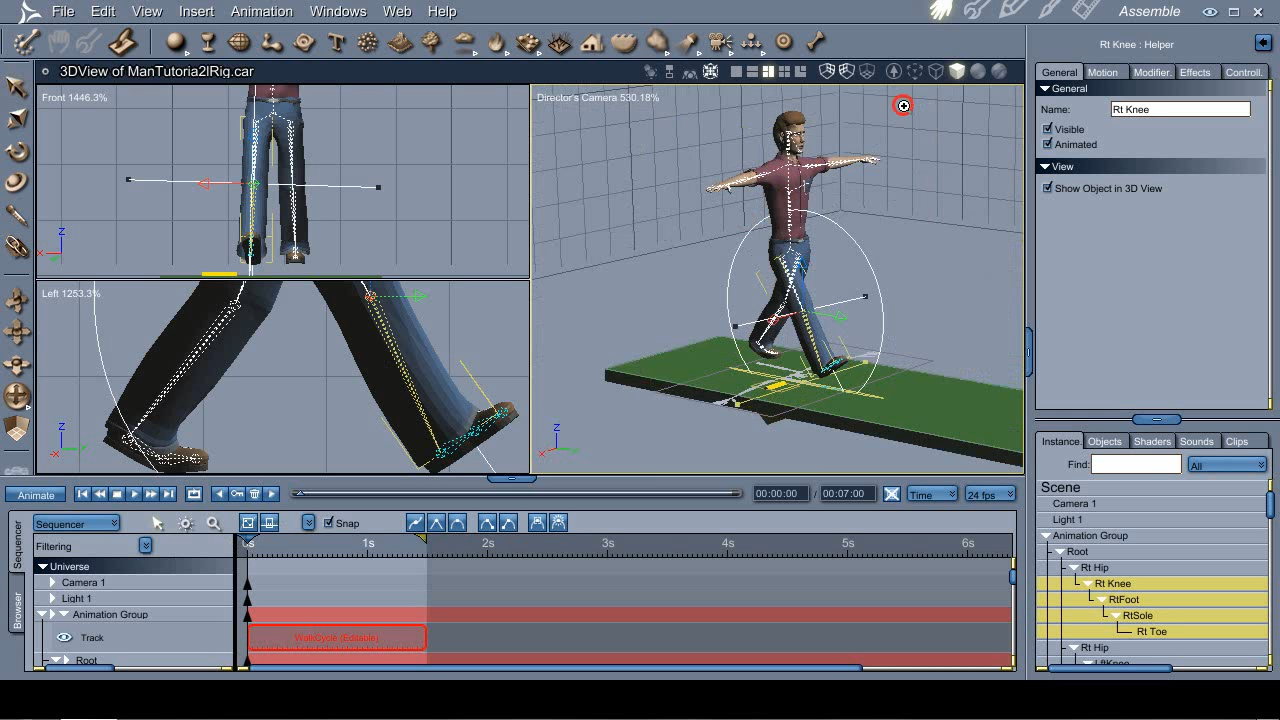 File Edit View Insert Animation Windows Web Help Assemble
3DView of ManTutorial2Rig.car
Rt Knee : Helper
General Motion Modifier. Effects Controll.
General
Name: Rt Knee
Visible
Animated
View
Show Object in 3D View
Front 1446.3%
X Z
Left 1253.3%
Z -X
Director's Camera 530.18%
Z -X
Instance. Objects Shaders Sounds Clips
Find: All
Scene
Camera 1
Light 1
Animation Group
Root
Rt Hip
Rt Knee
RtFoot
RtSole
Rt Toe
Rt Hip
LftKnee
Animate 00:00:00 / 00:07:00 Time 24 fps
Sequencer Snap
Filtering 0s 1s 2s 3s 4s 5s 6s
Universe
Camera 1
Light 1
Animation Group
Track WalkCycle (Editable)
Root
Sequencer
Browser